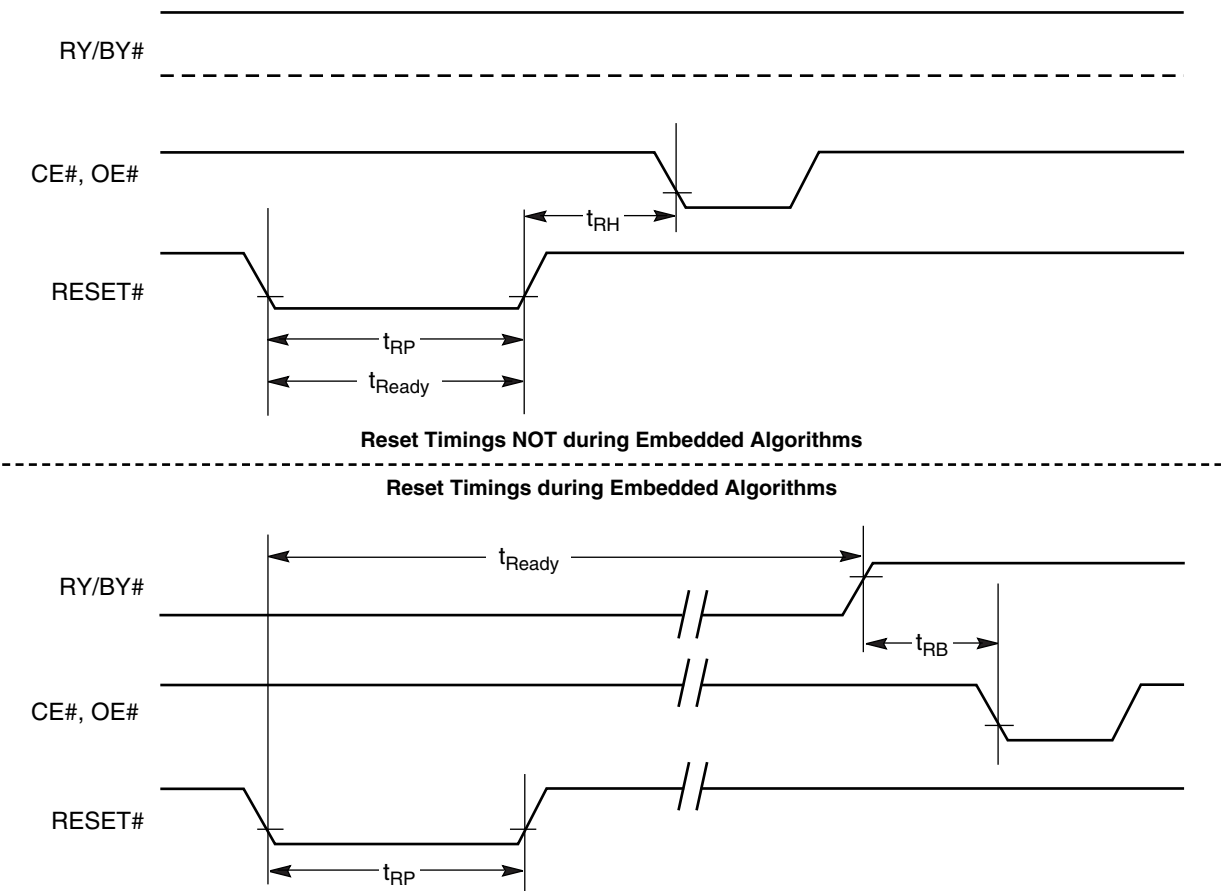 RY/BY#
CE#, OE#
tRH
RESET#
tRP
tReady
Reset Timings NOT during Embedded Algorithms
Reset Timings during Embedded Algorithms
tReady
RY/BY#
tRB
CE#, OE#
RESET#
tRP